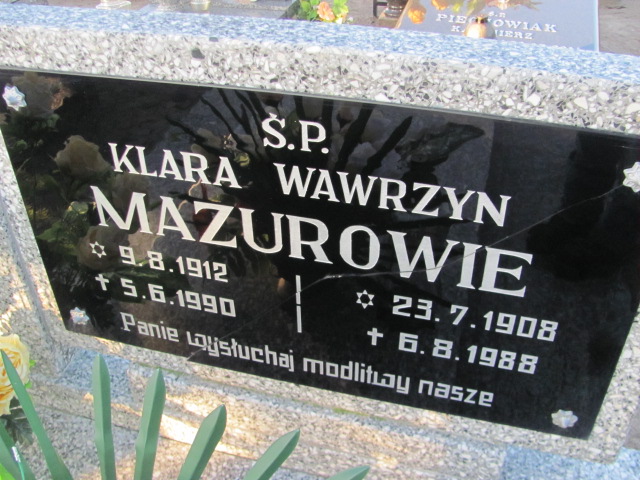 Ś.P.
KLARA WAWRZYN
MAZUROWIE
✡ 9.8.1912
✝ 5.6.1990
✡ 23.7.1908
✝ 6.8.1988
Panie wysłuchaj modlitwy nasze
Ś.P.